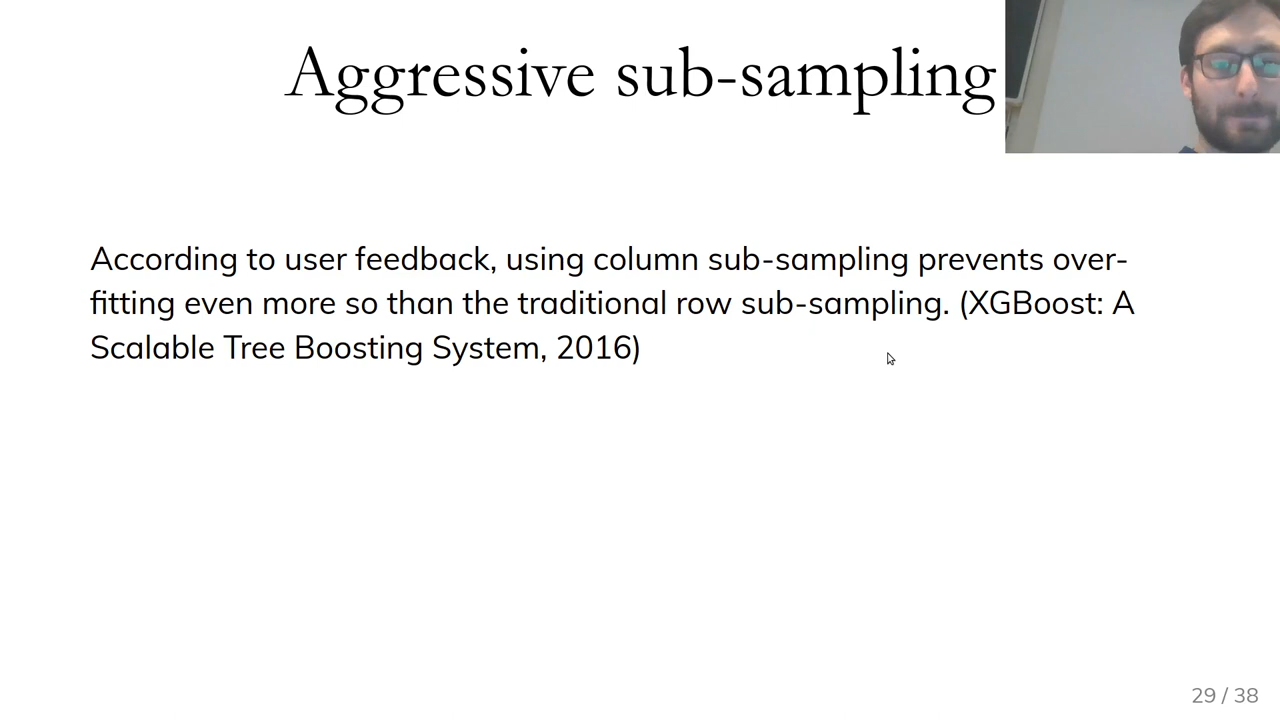 Aggressive sub-sampling
According to user feedback, using column sub-sampling prevents over-
fitting even more so than the traditional row sub-sampling. (XGBoost: A
Scalable Tree Boosting System, 2016)
29 / 38